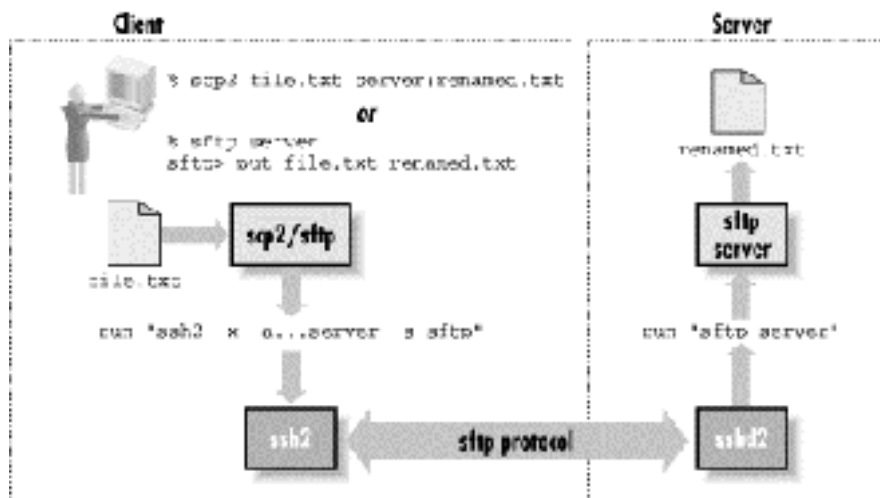 Client
Server
% scp2 file.txt server:renamed.txt
or
% sftp server
sftp> put file.txt renamed.txt
renamed.txt
scp2/sftp
sftp
server
file.txt
run "ssh2 -x -a...server -s sftp"
run "sftp-server"
ssh2
sftp protocol
sshd2